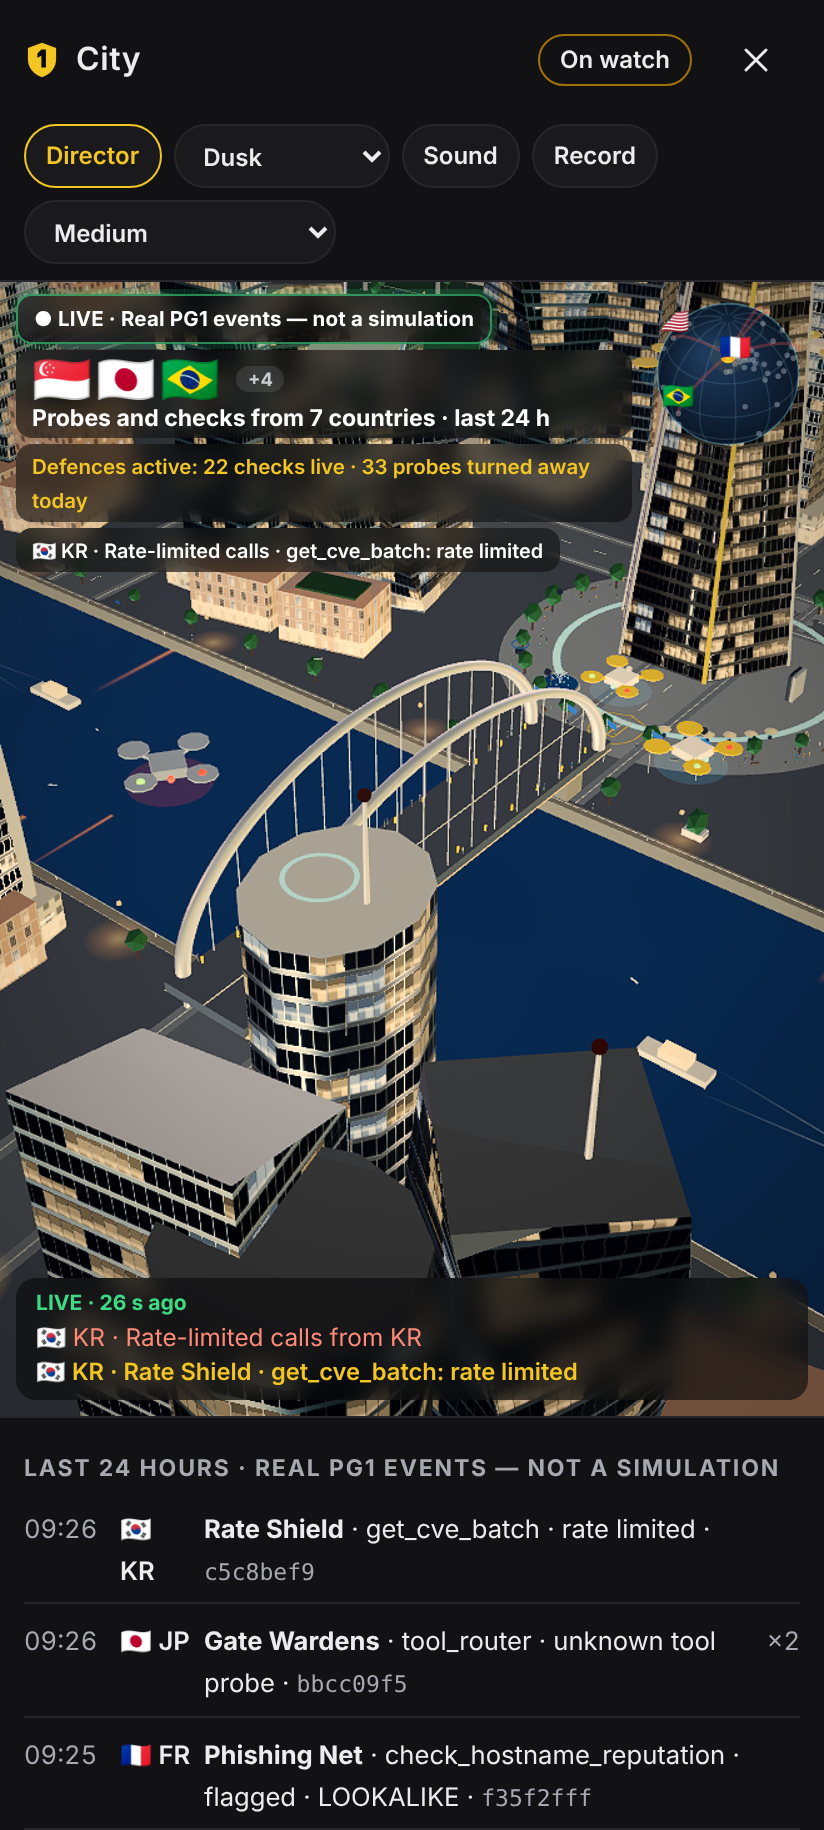 1 City
On watch
Director
Dusk
Sound
Record
Medium
LIVE · Real PG1 events — not a simulation
+4
Probes and checks from 7 countries · last 24 h
Defences active: 22 checks live · 33 probes turned away
today
🇰🇷 KR · Rate-limited calls · get_cve_batch: rate limited
LIVE · 26 s ago
🇰🇷 KR · Rate-limited calls from KR
🇰🇷 KR · Rate Shield · get_cve_batch: rate limited
LAST 24 HOURS · REAL PG1 EVENTS — NOT A SIMULATION
09:26 🇰🇷 KR Rate Shield · get_cve_batch · rate limited ·
c5c8bef9
09:26 🇯🇵 JP Gate Wardens · tool_router · unknown tool ×2
probe · bbcc09f5
09:25 🇫🇷 FR Phishing Net · check_hostname_reputation ·
flagged · LOOKALIKE · f35f2fff